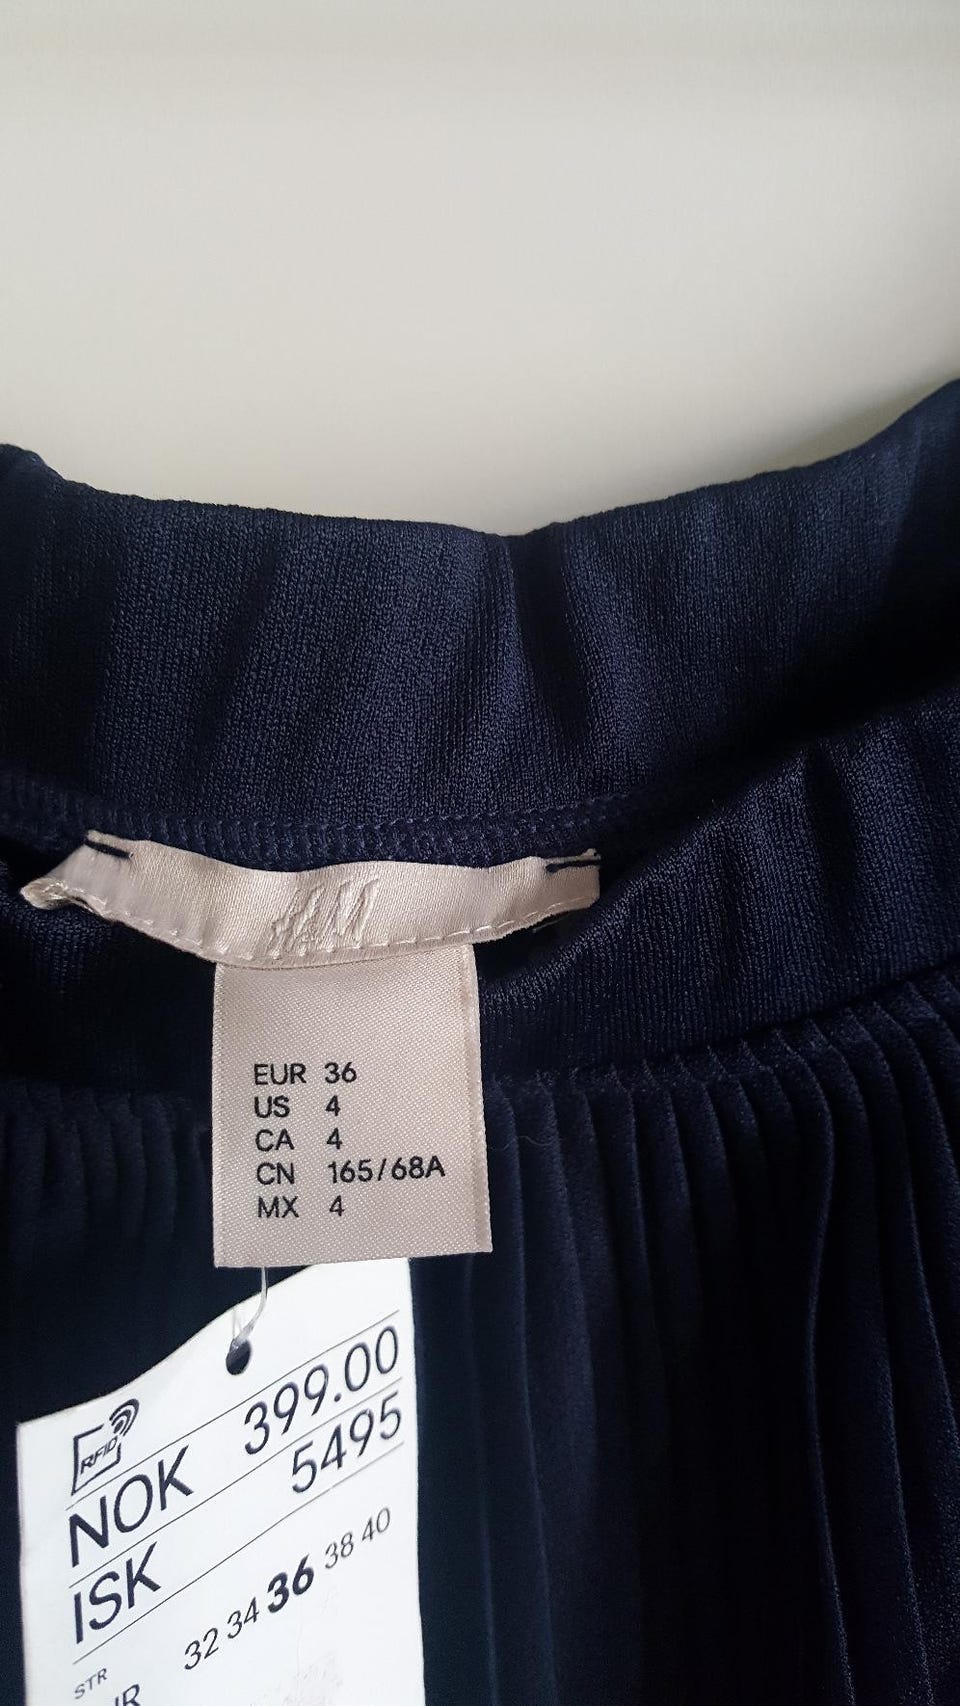 H&M
EUR 36
US 4
CA 4
CN 165/68A
MX 4
RFID
NOK 399.00
ISK 5495
STR 32 34 36 38 40